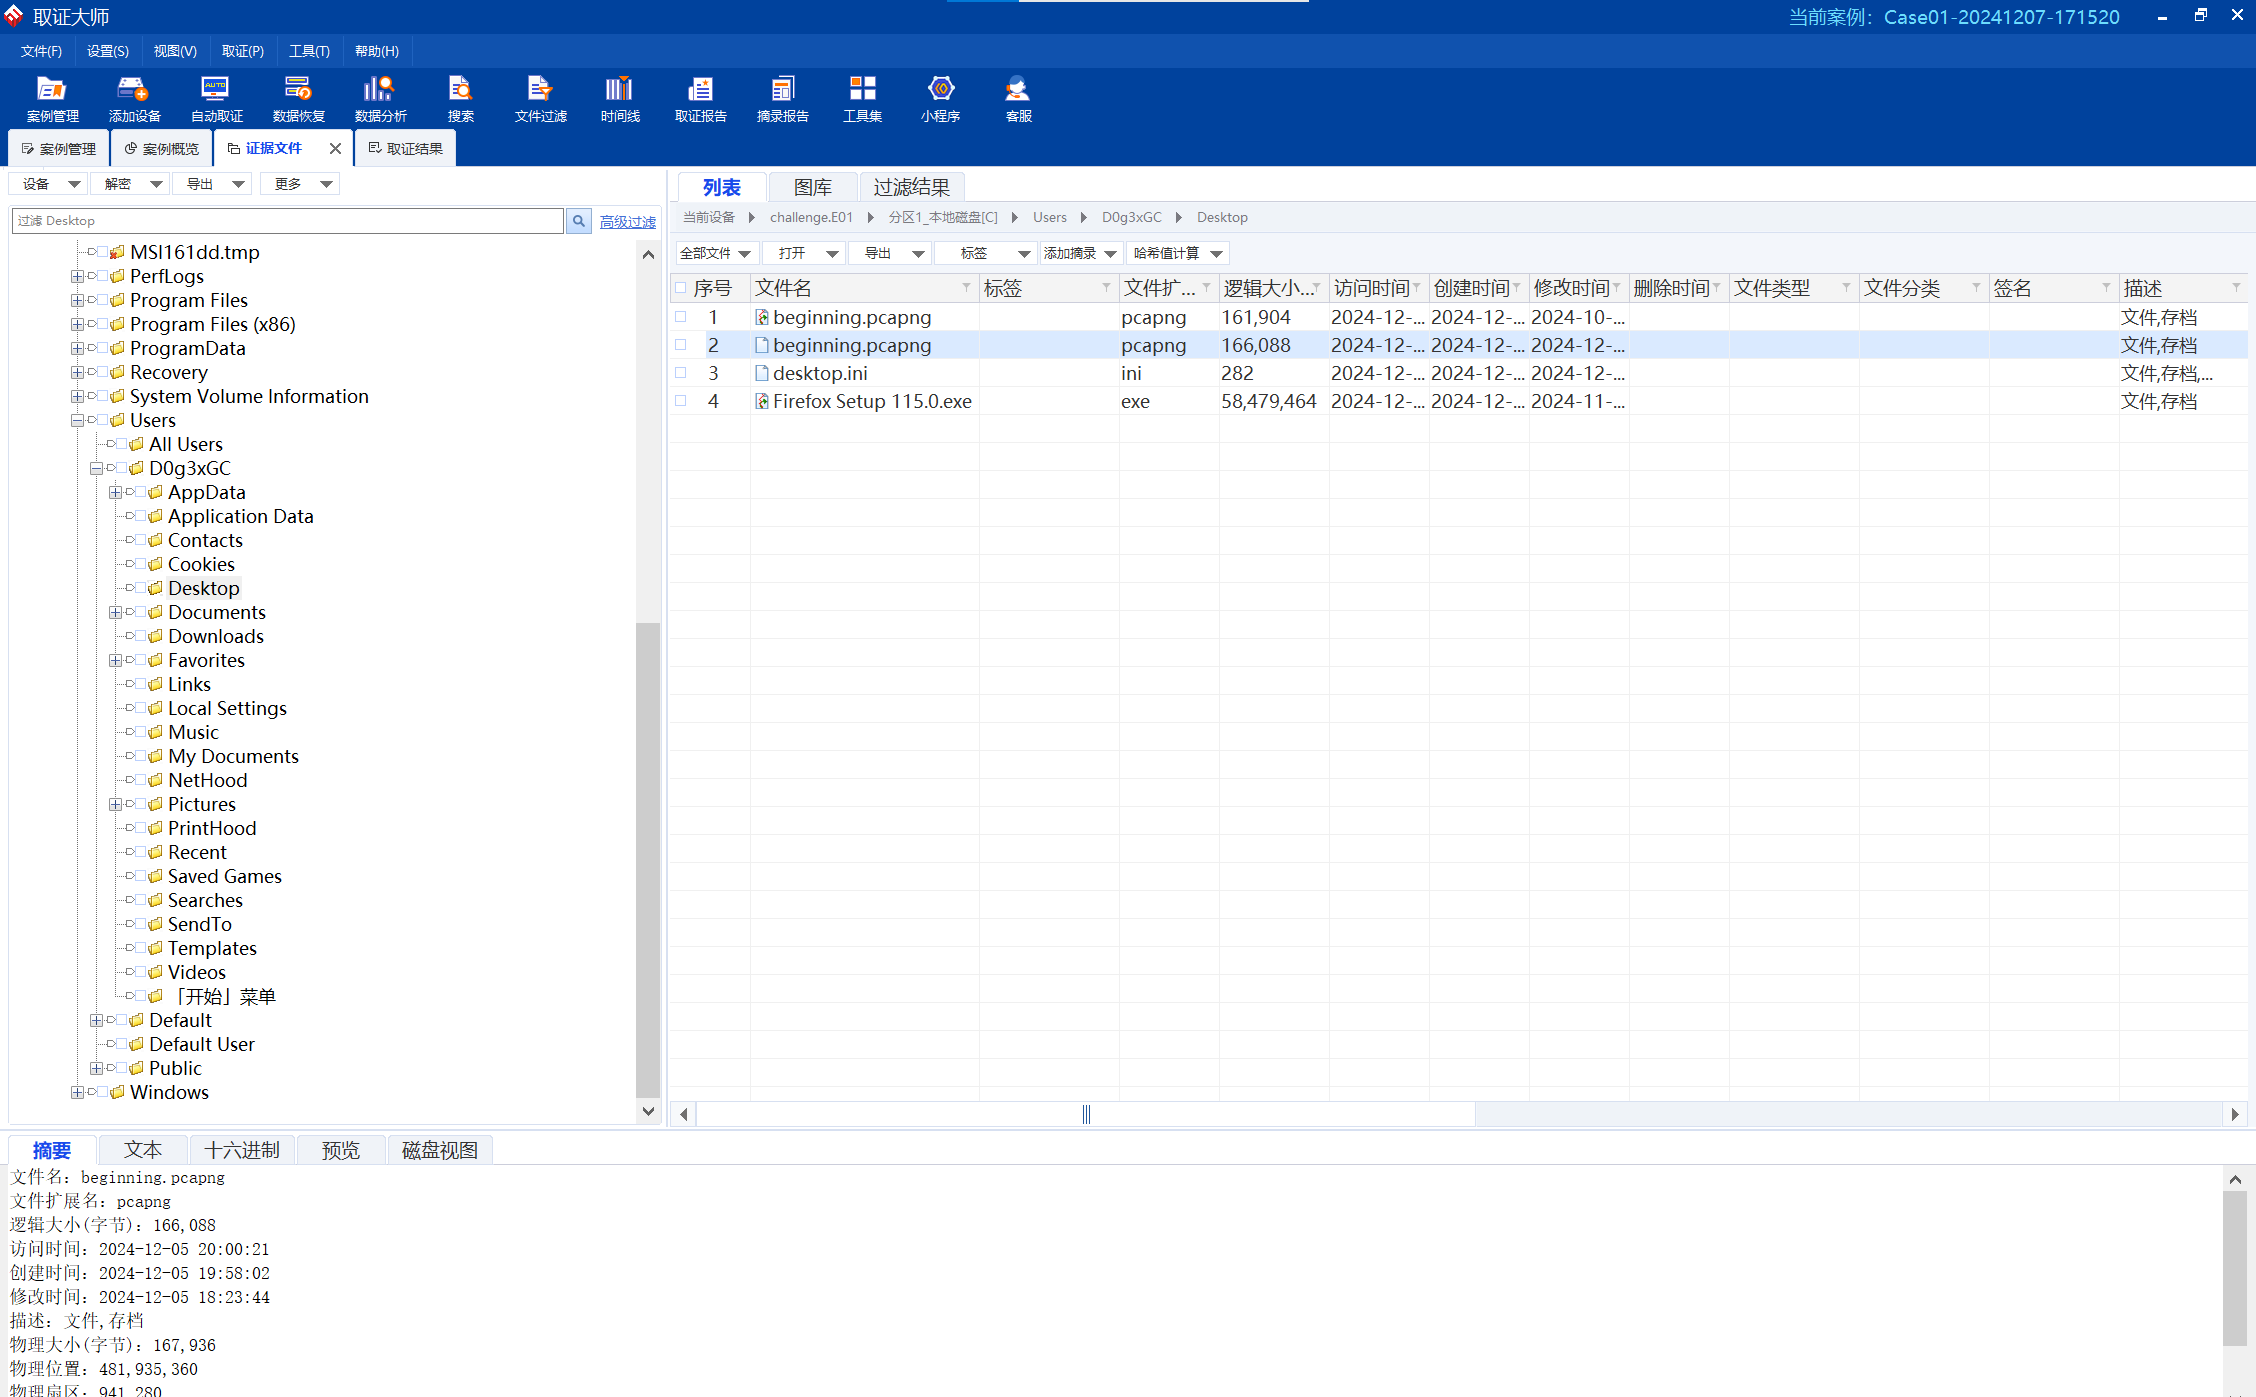 取证大师
当前案例：Case01-20241207-171520
文件(F) 设置(S) 视图(V) 取证(P) 工具(T) 帮助(H)
AUTO
案例管理 添加设备 自动取证 数据恢复 数据分析 搜索 文件过滤 时间线 取证报告 摘录报告 工具集 小程序 客服
案例管理 案例概览 证据文件 取证结果
设备 解密 导出 更多
过滤 Desktop 高级过滤
MSI161dd.tmp
PerfLogs
Program Files
Program Files (x86)
ProgramData
Recovery
System Volume Information
Users
All Users
D0g3xGC
AppData
Application Data
Contacts
Cookies
Desktop
Documents
Downloads
Favorites
Links
Local Settings
Music
My Documents
NetHood
Pictures
PrintHood
Recent
Saved Games
Searches
SendTo
Templates
Videos
「开始」菜单
Default
Default User
Public
Windows
列表 图库 过滤结果
当前设备 challenge.E01 分区1_本地磁盘[C] Users D0g3xGC Desktop
全部文件 打开 导出 标签 添加摘录 哈希值计算
序号 文件名 标签 文件扩... 逻辑大小... 访问时间 创建时间 修改时间 删除时间 文件类型 文件分类 签名 描述
1 beginning.pcapng pcapng 161,904 2024-12-... 2024-12-... 2024-10-... 文件,存档
2 beginning.pcapng pcapng 166,088 2024-12-... 2024-12-... 2024-12-... 文件,存档
3 desktop.ini ini 282 2024-12-... 2024-12-... 2024-12-... 文件,存档,...
4 Firefox Setup 115.0.exe exe 58,479,464 2024-12-... 2024-12-... 2024-11-... 文件,存档
摘要 文本 十六进制 预览 磁盘视图
文件名：beginning.pcapng
文件扩展名：pcapng
逻辑大小(字节)：166,088
访问时间：2024-12-05 20:00:21
创建时间：2024-12-05 19:58:02
修改时间：2024-12-05 18:23:44
描述：文件,存档
物理大小(字节)：167,936
物理位置：481,935,360
物理扇区：941,280